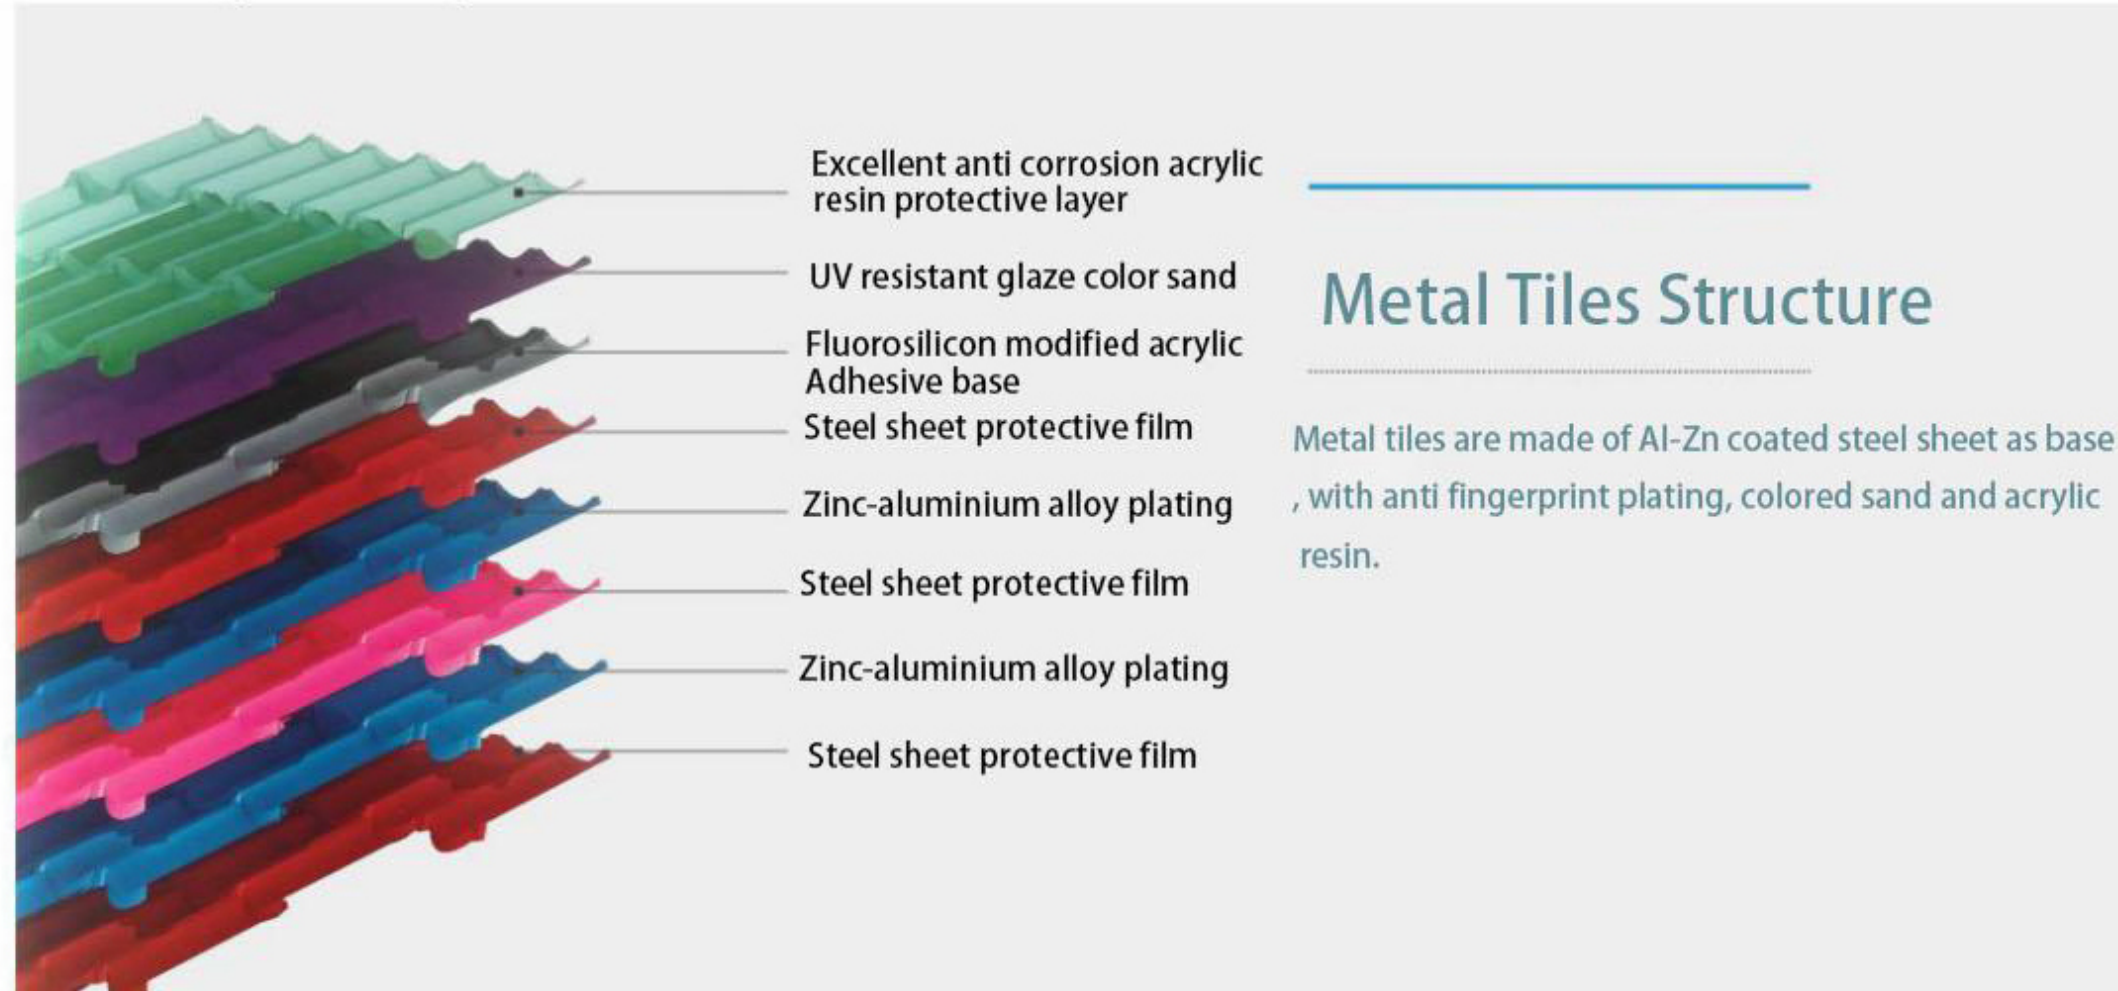 Excellent anti corrosion acrylic
resin protective layer
UV resistant glaze color sand
Fluorosilicon modified acrylic
Adhesive base
Steel sheet protective film
Zinc-aluminium alloy plating
Steel sheet protective film
Zinc-aluminium alloy plating
Steel sheet protective film
Metal Tiles Structure
Metal tiles are made of Al-Zn coated steel sheet as base
, with anti fingerprint plating, colored sand and acrylic
resin.